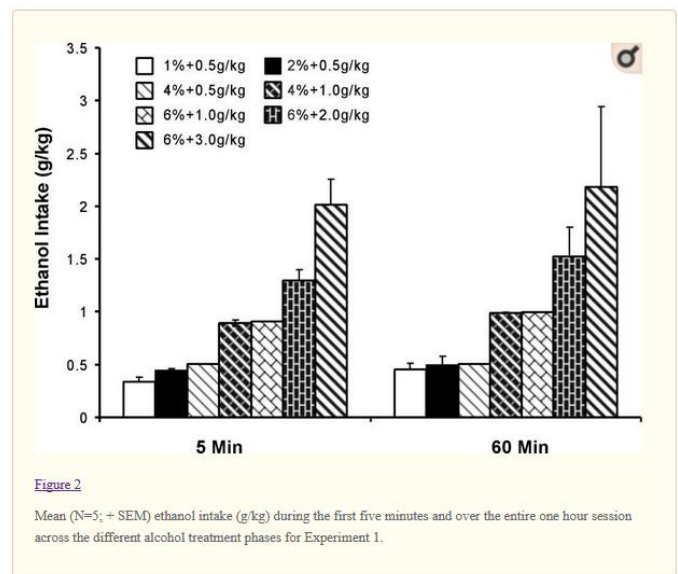 3.5
3
2.5
2
1.5
1
0.5
0
Ethanol Intake (g/kg)
1%+0.5g/kg 2%+0.5g/kg
4%+0.5g/kg 4%+1.0g/kg
6%+1.0g/kg 6%+2.0g/kg
6%+3.0g/kg
5 Min 60 Min
Figure 2
Mean (N=5; + SEM) ethanol intake (g/kg) during the first five minutes and over the entire one hour session
across the different alcohol treatment phases for Experiment 1.